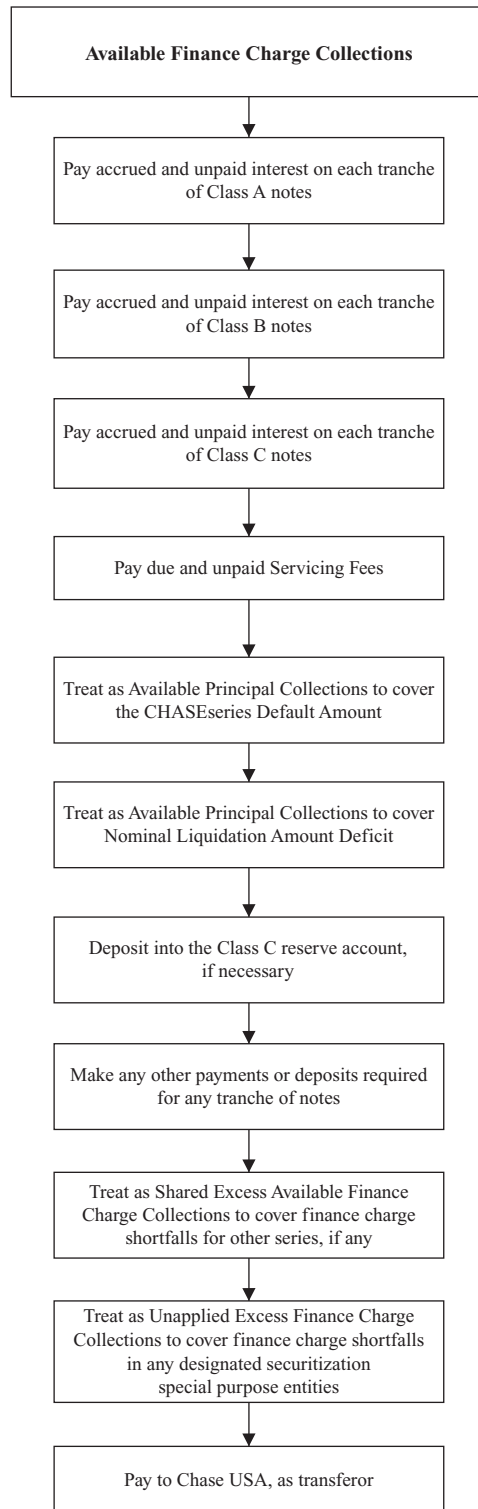 Available Finance Charge Collections
Pay accrued and unpaid interest on each tranche
of Class A notes
Pay accrued and unpaid interest on each tranche
of Class B notes
Pay accrued and unpaid interest on each tranche
of Class C notes
Pay due and unpaid Servicing Fees
Treat as Available Principal Collections to cover
the CHASEseries Default Amount
Treat as Available Principal Collections to cover
Nominal Liquidation Amount Deficit
Deposit into the Class C reserve account,
if necessary
Make any other payments or deposits required
for any tranche of notes
Treat as Shared Excess Available Finance
Charge Collections to cover finance charge
shortfalls for other series, if any
Treat as Unapplied Excess Finance Charge
Collections to cover finance charge shortfalls
in any designated securitization
special purpose entities
Pay to Chase USA, as transferor